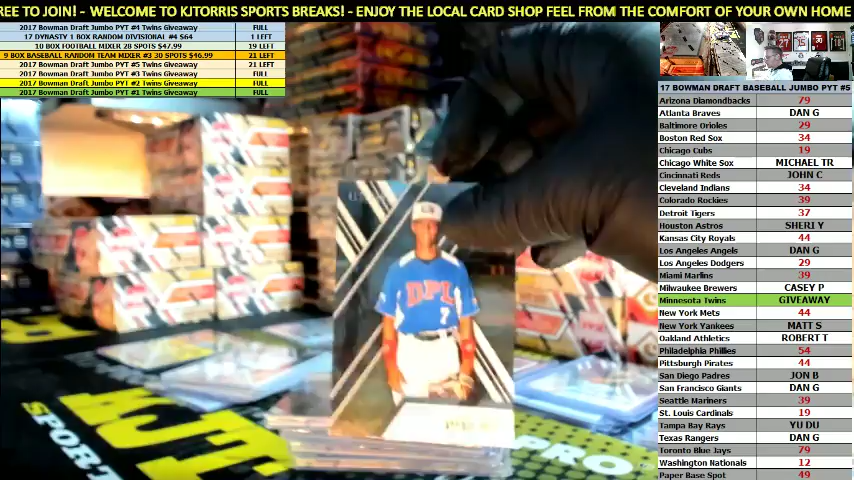 REE TO JOIN! - WELCOME TO KJTORRIS SPORTS BREAKS! - ENJOY THE LOCAL CARD SHOP FEEL FROM THE COMFORT OF YOUR OWN HOME
2017 Bowman Draft Jumbo PYT #4 Twins Giveaway FULL
17 DYNASTY 1 BOX RANDOM DIVISIONAL #4 $64 1 LEFT
10 BOX FOOTBALL MIXER 28 SPOTS $47.99 19 LEFT
9 BOX BASEBALL RANDOM TEAM MIXER #3 30 SPOTS $46.99 21 LEFT
2017 Bowman Draft Jumbo PYT #5 Twins Giveaway 21 LEFT
2017 Bowman Draft Jumbo PYT #3 Twins Giveaway FULL
2017 Bowman Draft Jumbo PYT #2 Twins Giveaway FULL
2017 Bowman Draft Jumbo PYT #1 Twins Giveaway FULL
17 BOWMAN DRAFT BASEBALL JUMBO PYT #5
Arizona Diamondbacks 79
Atlanta Braves DAN G
Baltimore Orioles 29
Boston Red Sox 34
Chicago Cubs 19
Chicago White Sox MICHAEL TR
Cincinnati Reds JOHN C
Cleveland Indians 34
Colorado Rockies 39
Detroit Tigers 37
Houston Astros SHERI Y
Kansas City Royals 44
Los Angeles Angels DAN G
Los Angeles Dodgers 29
Miami Marlins 39
Milwaukee Brewers CASEY P
Minnesota Twins GIVEAWAY
New York Mets 44
New York Yankees MATT S
Oakland Athletics ROBERT T
Philadelphia Phillies 54
Pittsburgh Pirates 44
San Diego Padres JON B
San Francisco Giants DAN G
Seattle Mariners 39
St. Louis Cardinals 19
Tampa Bay Rays YU DU
Texas Rangers DAN G
Toronto Blue Jays 79
Washington Nationals 12
Paper Base Spot 49
DPL
7
KJT
SPORT
PRO